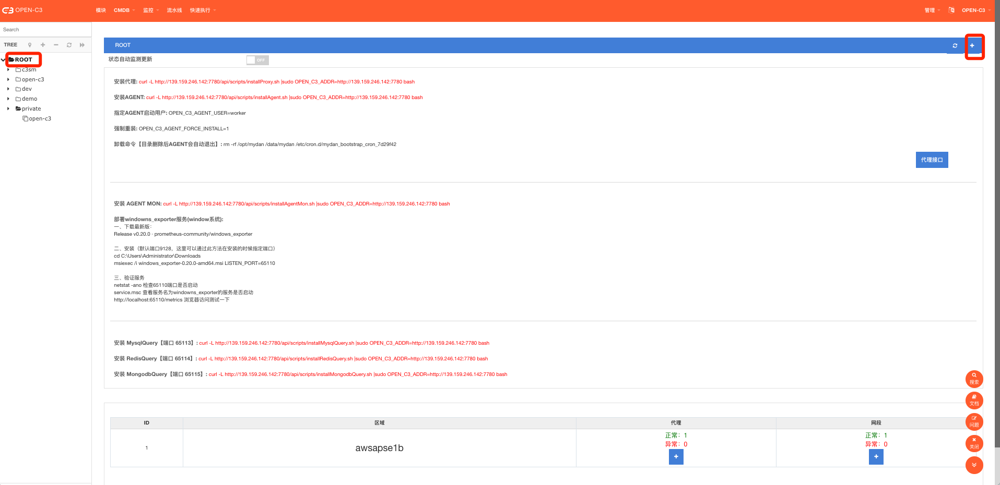 OPEN-C3 模块 CMDB 监控 流水线 快速执行 管理 OPEN-C3
Search
TREE
ROOT
c3sm
open-c3
dev
demo
private
open-c3
ROOT
状态自动监测更新 OFF
安装代理: curl -L http://139.159.246.142:7780/api/scripts/installProxy.sh |sudo OPEN_C3_ADDR=http://139.159.246.142:7780 bash
安装AGENT: curl -L http://139.159.246.142:7780/api/scripts/installAgent.sh |sudo OPEN_C3_ADDR=http://139.159.246.142:7780 bash
指定AGENT启动用户: OPEN_C3_AGENT_USER=worker
强制重装: OPEN_C3_AGENT_FORCE_INSTALL=1
卸载命令【目录删除后AGENT会自动退出】: rm -rf /opt/mydan /data/mydan /etc/cron.d/mydan_bootstrap_cron_7d29f42
代理接口
安装 AGENT MON: curl -L http://139.159.246.142:7780/api/scripts/installAgentMon.sh |sudo OPEN_C3_ADDR=http://139.159.246.142:7780 bash
部署windowns_exporter服务(window系统):
一、下载最新版：
Release v0.20.0 · prometheus-community/windows_exporter
二、安装（默认端口9128，这里可以通过此方法在安装的时候指定端口）
cd C:\Users\Administrator\Downloads
msiexec /i windows_exporter-0.20.0-amd64.msi LISTEN_PORT=65110
三、验证服务
netstat -ano 检查65110端口是否启动
service.msc 查看服务名为windowns_exporter的服务是否启动
http://localhost:65110/metrics 浏览器访问测试一下
安装 MysqlQuery【端口 65113】: curl -L http://139.159.246.142:7780/api/scripts/installMysqlQuery.sh |sudo OPEN_C3_ADDR=http://139.159.246.142:7780 bash
安装 RedisQuery【端口 65114】: curl -L http://139.159.246.142:7780/api/scripts/installRedisQuery.sh |sudo OPEN_C3_ADDR=http://139.159.246.142:7780 bash
安装 MongodbQuery【端口 65115】: curl -L http://139.159.246.142:7780/api/scripts/installMongodbQuery.sh |sudo OPEN_C3_ADDR=http://139.159.246.142:7780 bash
ID 区域 代理 网段
1 awsapse1b
正常：1
异常：0
正常：1
异常：0
搜索
文档
问题
关闭